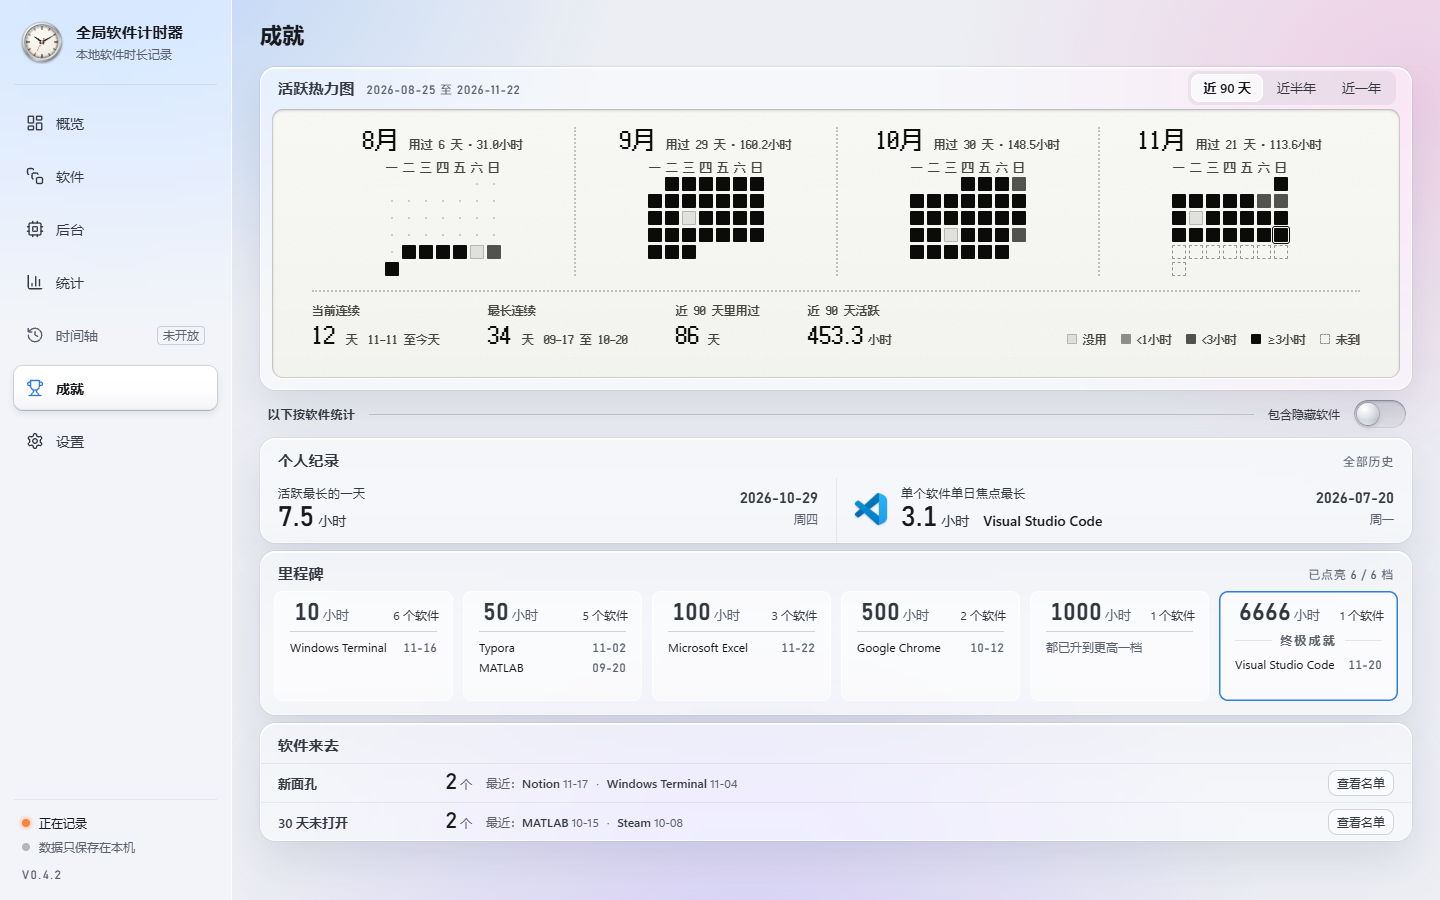 全局软件计时器
本地软件时长记录
概览
软件
后台
统计
时间轴 未开放
成就
设置
正在记录
数据只保存在本机
V0.4.2
成就
活跃热力图 2026-08-25 至 2026-11-22
近 90 天 近半年 近一年
8月 用过 6 天·31.0小时
一 二 三 四 五 六 日
9月 用过 29 天·160.2小时
一 二 三 四 五 六 日
10月 用过 30 天·148.5小时
一 二 三 四 五 六 日
11月 用过 21 天·113.6小时
一 二 三 四 五 六 日
当前连续
12 天 11-11 至今天
最长连续
34 天 09-17 至 10-20
近 90 天里用过
86 天
近 90 天活跃
453.3 小时
没用 <1小时 <3小时 ≥3小时 未到
以下按软件统计 包含隐藏软件
个人纪录 全部历史
活跃最长的一天
7.5 小时
2026-10-29
周四
单个软件单日焦点最长
3.1 小时 Visual Studio Code
2026-07-20
周一
里程碑 已点亮 6 / 6 档
10 小时 6 个软件
Windows Terminal 11-16
50 小时 5 个软件
Typora 11-02
MATLAB 09-20
100 小时 3 个软件
Microsoft Excel 11-22
500 小时 2 个软件
Google Chrome 10-12
1000 小时 1 个软件
都已升到更高一档
6666 小时 1 个软件
终极成就
Visual Studio Code 11-20
软件来去
新面孔 2 个 最近: Notion 11-17 · Windows Terminal 11-04 查看名单
30 天未打开 2 个 最近: MATLAB 10-15 · Steam 10-08 查看名单